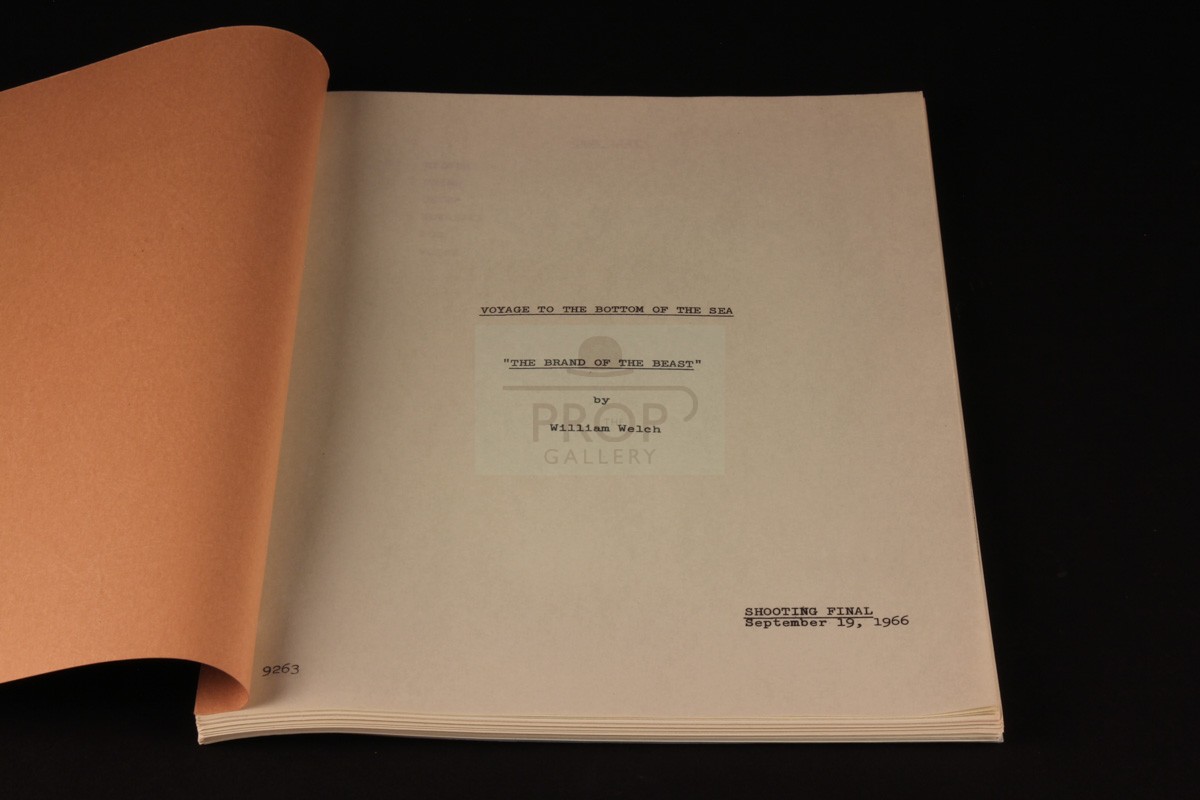 VOYAGE TO THE BOTTOM OF THE SEA
"THE BRAND OF THE BEAST"
by
William Welch
THE
PROP
GALLERY
SHOOTING FINAL
September 19, 1966
9263